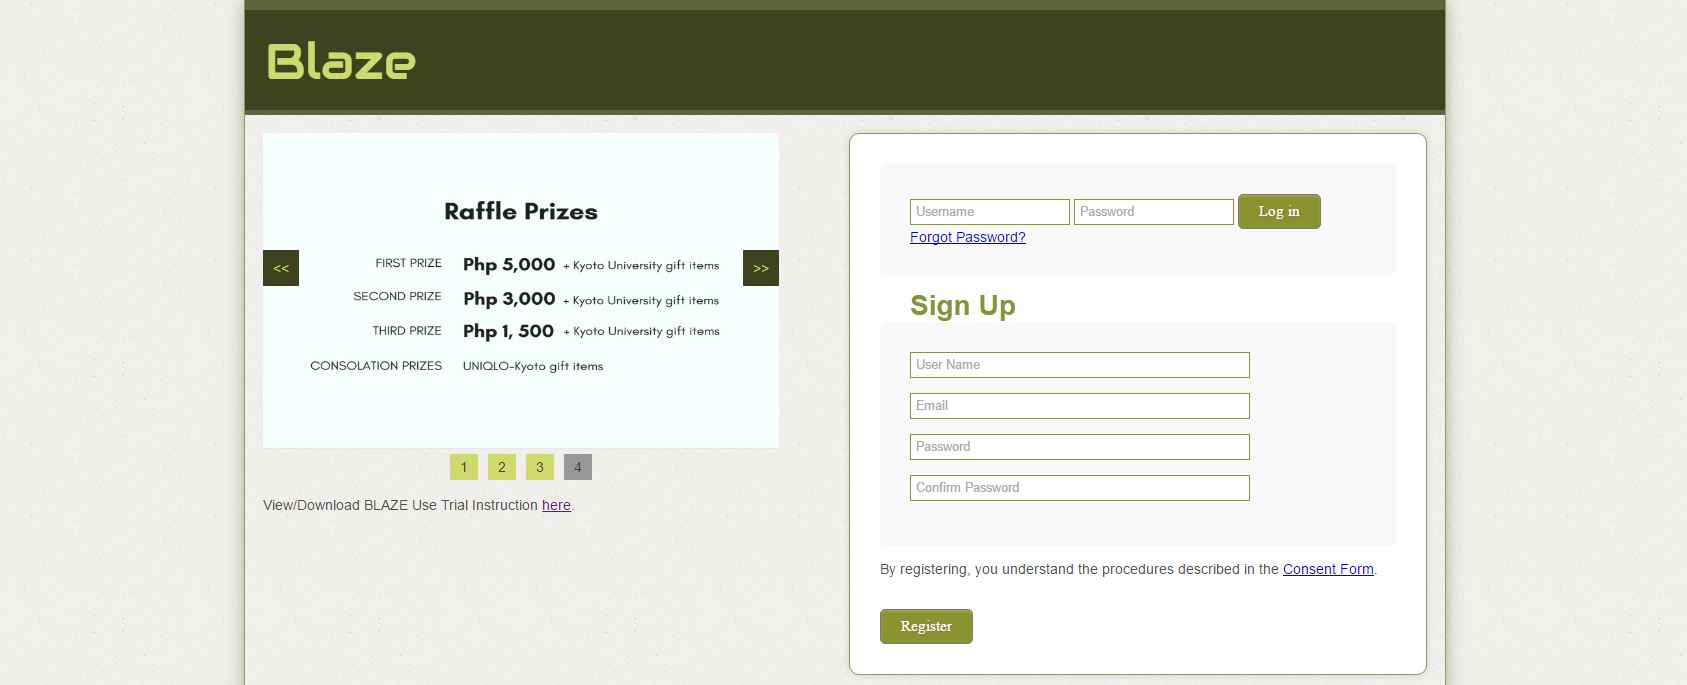 Blaze
Raffle Prizes
<<
>>
FIRST PRIZE Php 5,000 + Kyoto University gift items
SECOND PRIZE Php 3,000 + Kyoto University gift items
THIRD PRIZE Php 1, 500 + Kyoto University gift items
CONSOLATION PRIZES UNIQLO-Kyoto gift items
1 2 3 4
View/Download BLAZE Use Trial Instruction here.
Username Password Log in
Forgot Password?
Sign Up
User Name
Email
Password
Confirm Password
By registering, you understand the procedures described in the Consent Form.
Register